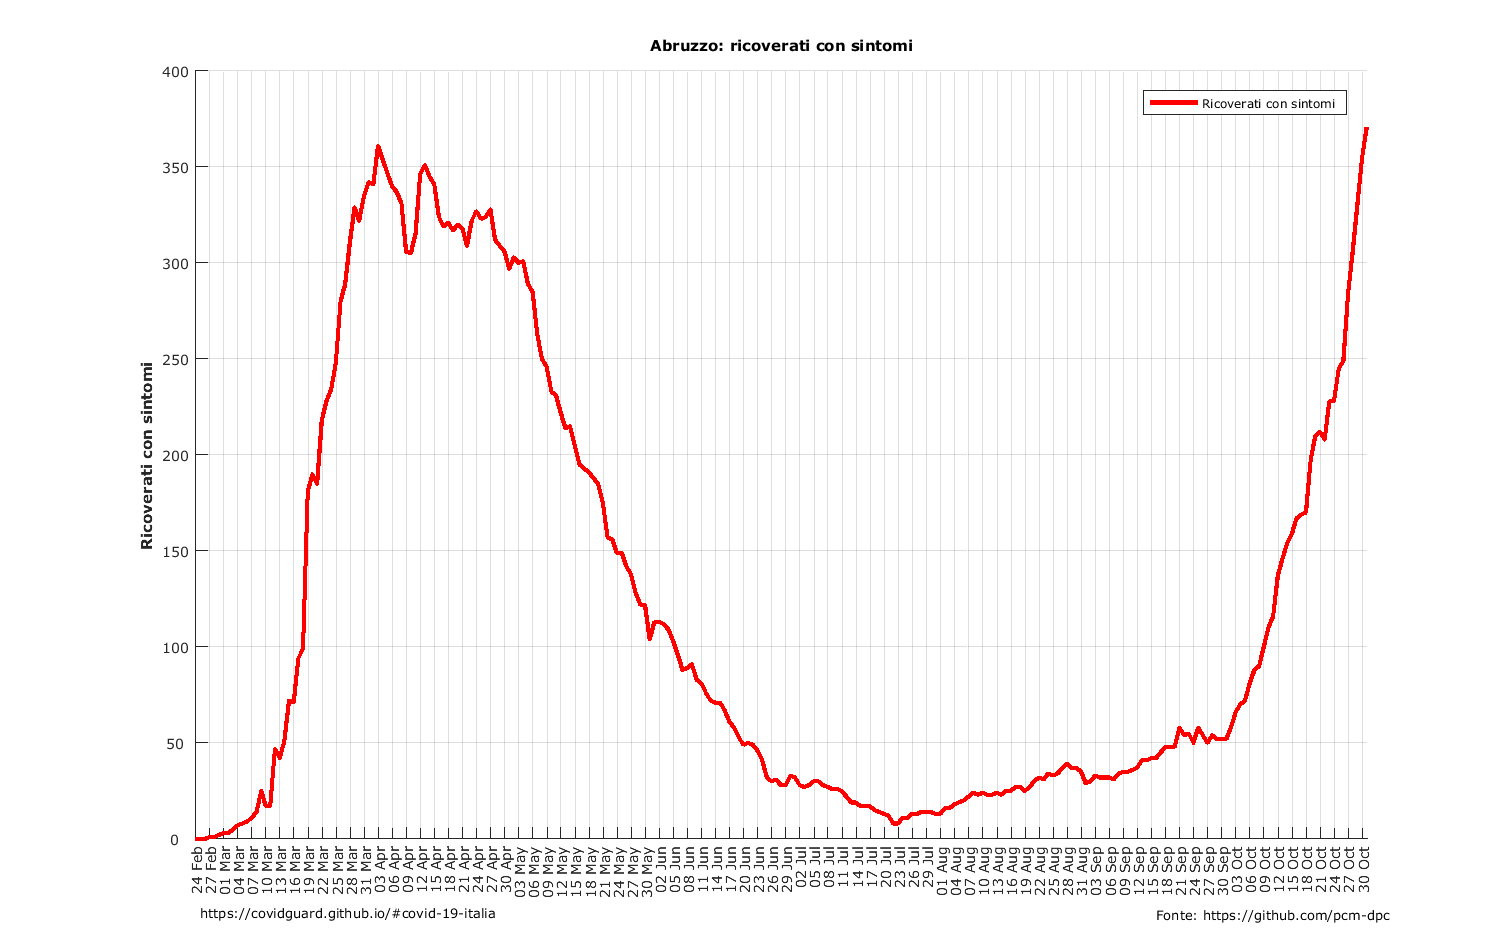 Abruzzo: ricoverati con sintomi
Ricoverati con sintomi
Ricoverati con sintomi
400
350
300
250
200
150
100
50
0
24 Feb
27 Feb
01 Mar
04 Mar
07 Mar
10 Mar
13 Mar
16 Mar
19 Mar
22 Mar
25 Mar
28 Mar
31 Mar
03 Apr
06 Apr
09 Apr
12 Apr
15 Apr
18 Apr
21 Apr
24 Apr
27 Apr
30 Apr
03 May
06 May
09 May
12 May
15 May
18 May
21 May
24 May
27 May
30 May
02 Jun
05 Jun
08 Jun
11 Jun
14 Jun
17 Jun
20 Jun
23 Jun
26 Jun
29 Jun
02 Jul
05 Jul
08 Jul
11 Jul
14 Jul
17 Jul
20 Jul
23 Jul
26 Jul
29 Jul
01 Aug
04 Aug
07 Aug
10 Aug
13 Aug
16 Aug
19 Aug
22 Aug
25 Aug
28 Aug
31 Aug
03 Sep
06 Sep
09 Sep
12 Sep
15 Sep
18 Sep
21 Sep
24 Sep
27 Sep
30 Sep
03 Oct
06 Oct
09 Oct
12 Oct
15 Oct
18 Oct
21 Oct
24 Oct
27 Oct
30 Oct
https://covidguard.github.io/#covid-19-italia
Fonte: https://github.com/pcm-dpc